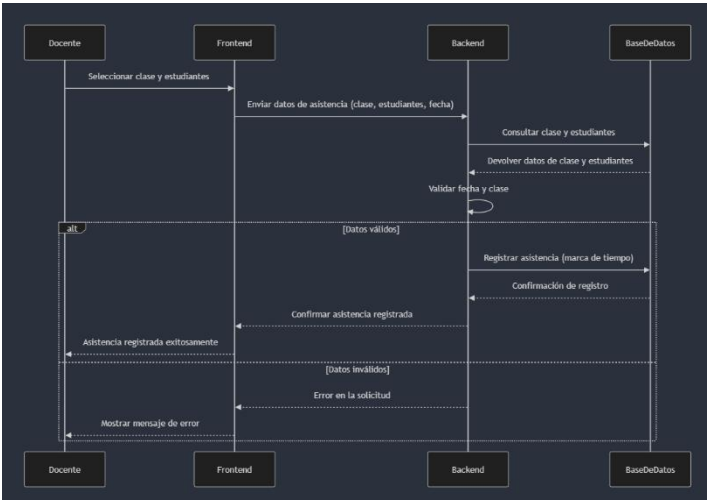 Docente
Frontend
Backend
BaseDeDatos
Seleccionar clase y estudiantes
Enviar datos de asistencia (clase, estudiantes, fecha)
Consultar clase y estudiantes
Devolver datos de clase y estudiantes
Validar fecha y clase
alt
[Datos válidos]
Registrar asistencia (marca de tiempo)
Confirmación de registro
Confirmar asistencia registrada
Asistencia registrada exitosamente
[Datos inválidos]
Error en la solicitud
Mostrar mensaje de error
Docente
Frontend
Backend
BaseDeDatos